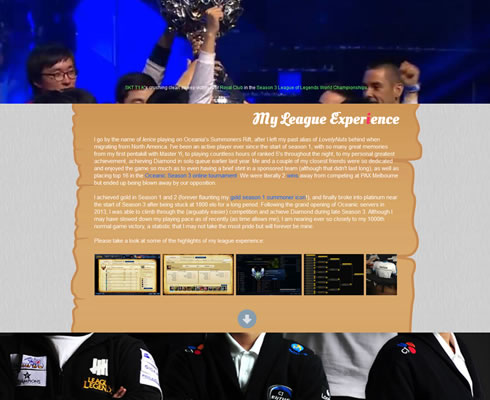 SKT T1 K's crushing clean sweep victory over Royal Club in the Season 3 League of Legends World Championships
My League Experience
I go by the name of Jerice playing on Oceania's Summoners Rift, after I left my past alias of LovelyNuts behind when
migrating from North America. I've been an active player ever since the start of season 1, with so many great memories
from my first pentakill with Master Yi, to playing countless hours of ranked 5's throughout the night, to my personal greatest
achievement, achieving Diamond in solo queue earlier last year. Me and a couple of my closest friends were so dedicated
and enjoyed the game so much as to even having a brief stint in a sponsored team (although that didn't last long), as well as
placing top 16 in the Oceanic Season 3 online tournament! We were literally 2 wins away from competing at PAX Melbourne
but ended up being blown away by our opposition.
I achieved gold in Season 1 and 2 (forever flaunting my gold season 1 summoner icon), and finally broke into platinum near
the start of Season 3 after being stuck at 1800 elo for a long period. Following the grand opening of Oceanic servers in
2013, I was able to climb through the (arguably easier) competition and achieve Diamond during late Season 3. Although I
may have slowed down my playing pace as of recently (as time allows me), I am nearing ever so closely to my 1000th
normal game victory, a statistic that I may not take the most pride but will forever be mine.
Please take a look at some of the highlights of my league experience:
LEAGUE
LEGENDS